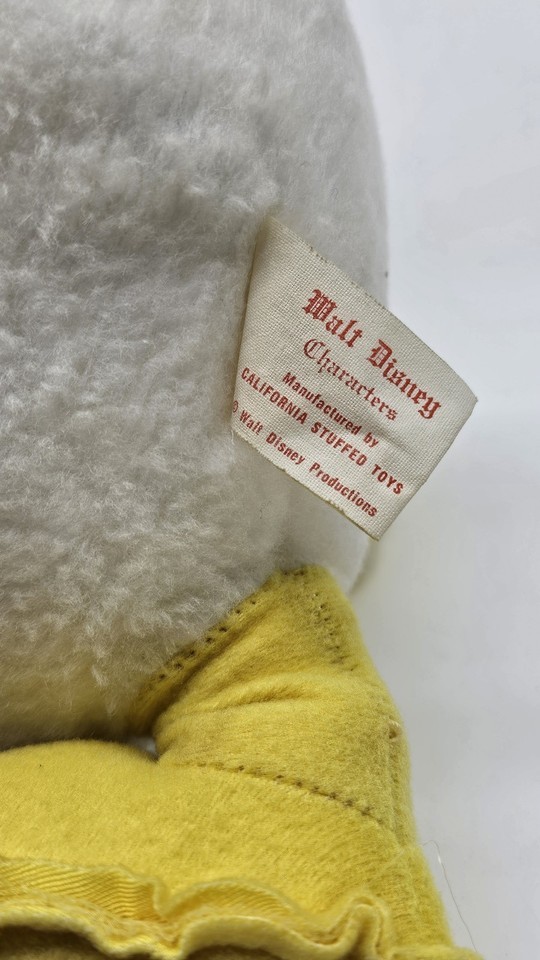 Walt Disney
Characters
Manufactured by
CALIFORNIA STUFFED TOYS
© Walt Disney Productions